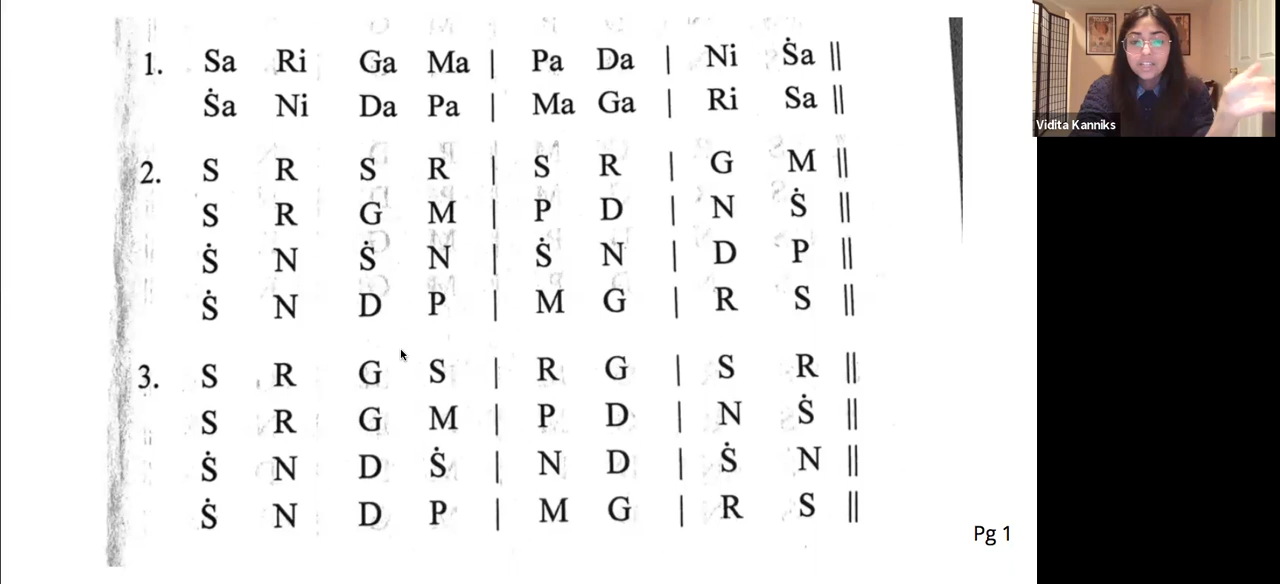 1. Sa Ri Ga Ma | Pa Da | Ni Ṡa ||
Ṡa Ni Da Pa | Ma Ga | Ri Sa ||
2. S R S R | S R | G M ||
S R G M | P D | N Ṡ ||
Ṡ N Ṡ N | Ṡ N | D P ||
Ṡ N D P | M G | R S ||
3. S R G S | R G | S R ||
S R G M | P D | N Ṡ ||
Ṡ N D Ṡ | N D | Ṡ N ||
Ṡ N D P | M G | R S ||
Pg 1
Vidita Kanniks